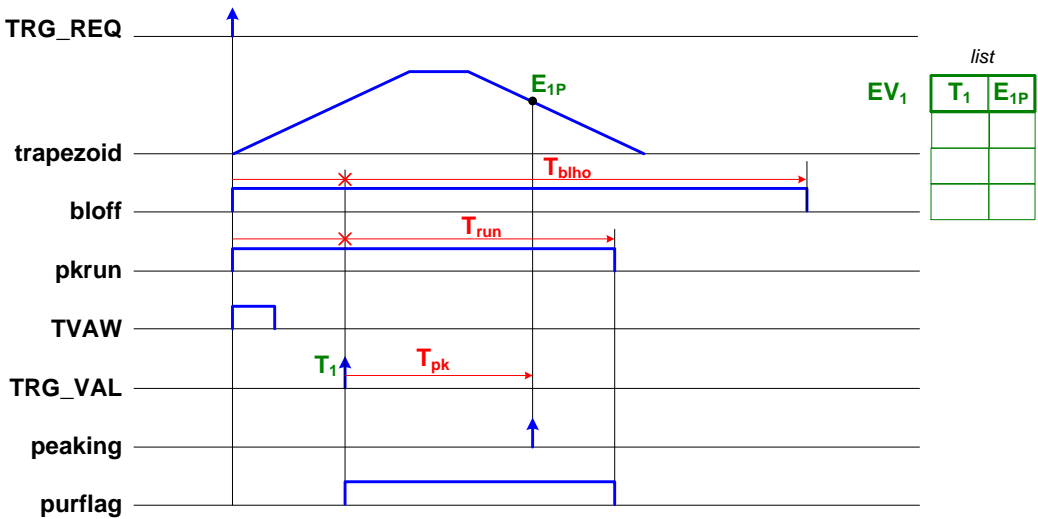 TRG_REQ
list
E1P
EV1
T1 E1P
trapezoid
Tblho
bloff
Trun
pkrun
TVAW
T1
Tpk
TRG_VAL
peaking
purflag